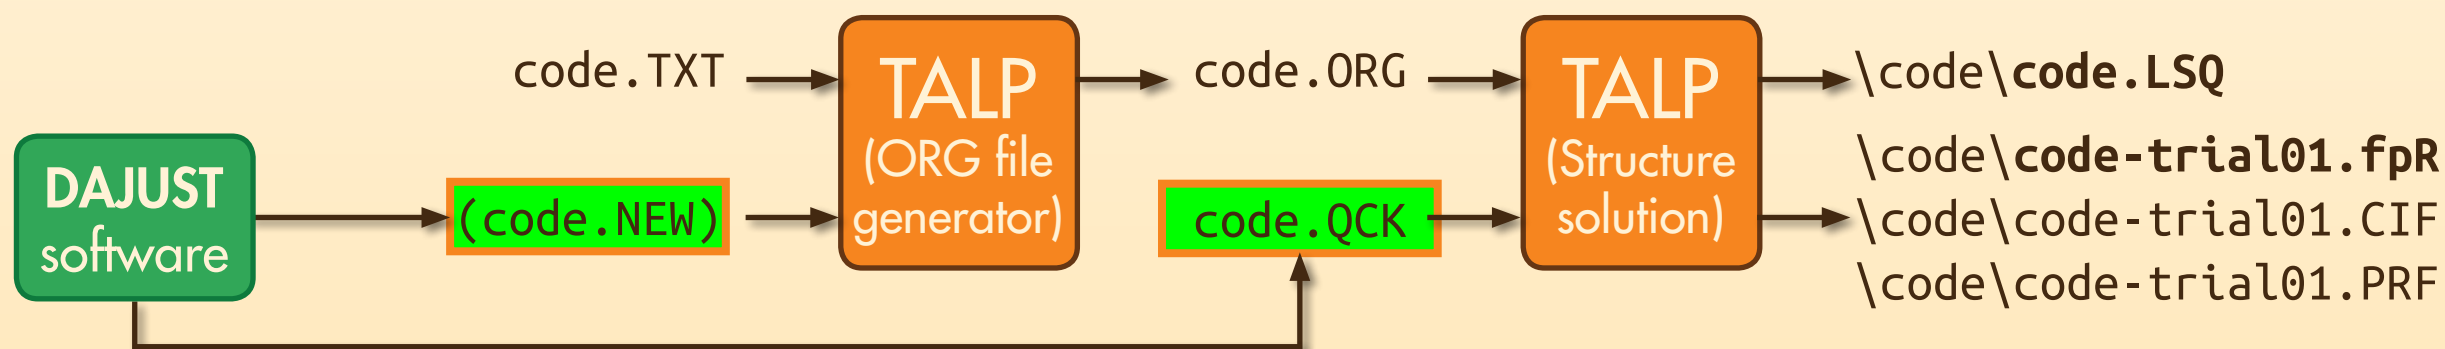 DAJUST
software
code.TXT
(code.NEW)
TALP
(ORG file
generator)
code.ORG
code.QCK
TALP
(Structure
solution)
\code\code.LSQ
\code\code-trial01.fpR
\code\code-trial01.CIF
\code\code-trial01.PRF